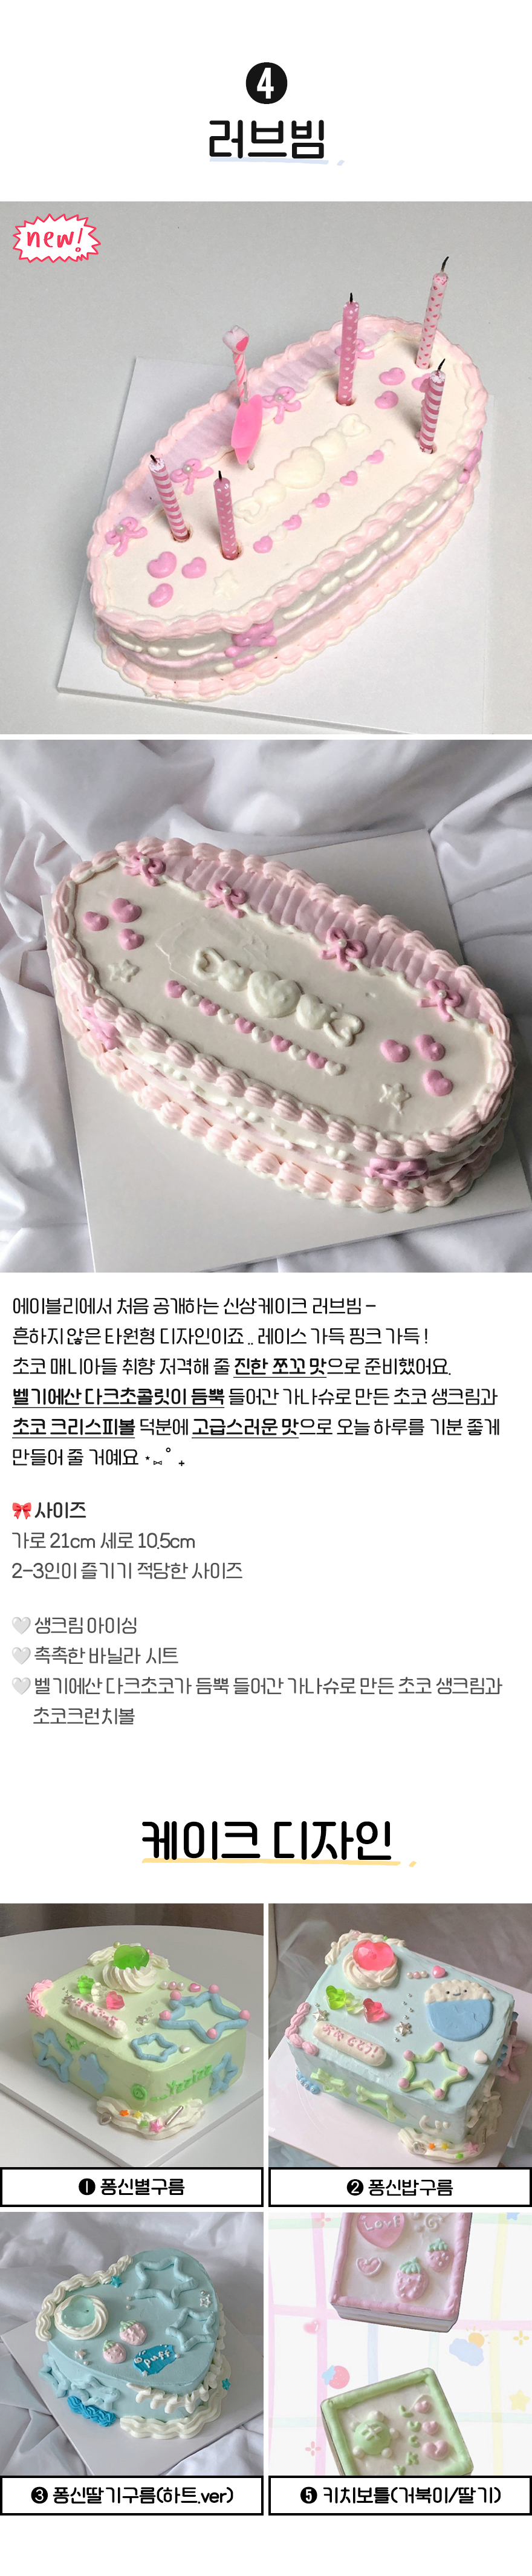 4
러브빔
new!
에이블리에서 처음 공개하는 신상케이크 러브빔 -
흔하지 않은 타원형 디자인이죠 .. 레이스 가득 핑크 가득 !
초코 매니아들 취향 저격해 줄 진한 쪼꼬 맛으로 준비했어요.
벨기에산 다크초콜릿이 듬뿍 들어간 가나슈로 만든 초코 생크림과
초코 크리스피볼 덕분에 고급스러운 맛으로 오늘 하루를 기분 좋게
만들어 줄 거예요 ⋆⑅˚₊
🎀 사이즈
가로 21cm 세로 10.5cm
2-3인이 즐기기 적당한 사이즈
🤍 생크림 아이싱
🤍 촉촉한 바닐라 시트
🤍 벨기에산 다크초코가 듬뿍 들어간 가나슈로 만든 초코 생크림과
초코크런치볼
케이크 디자인
❶ 퐁신별구름
❷ 퐁신밥구름
puff
LOVE
❸ 퐁신딸기구름(하트.ver)
❺ 키치보틀(거북이/딸기)